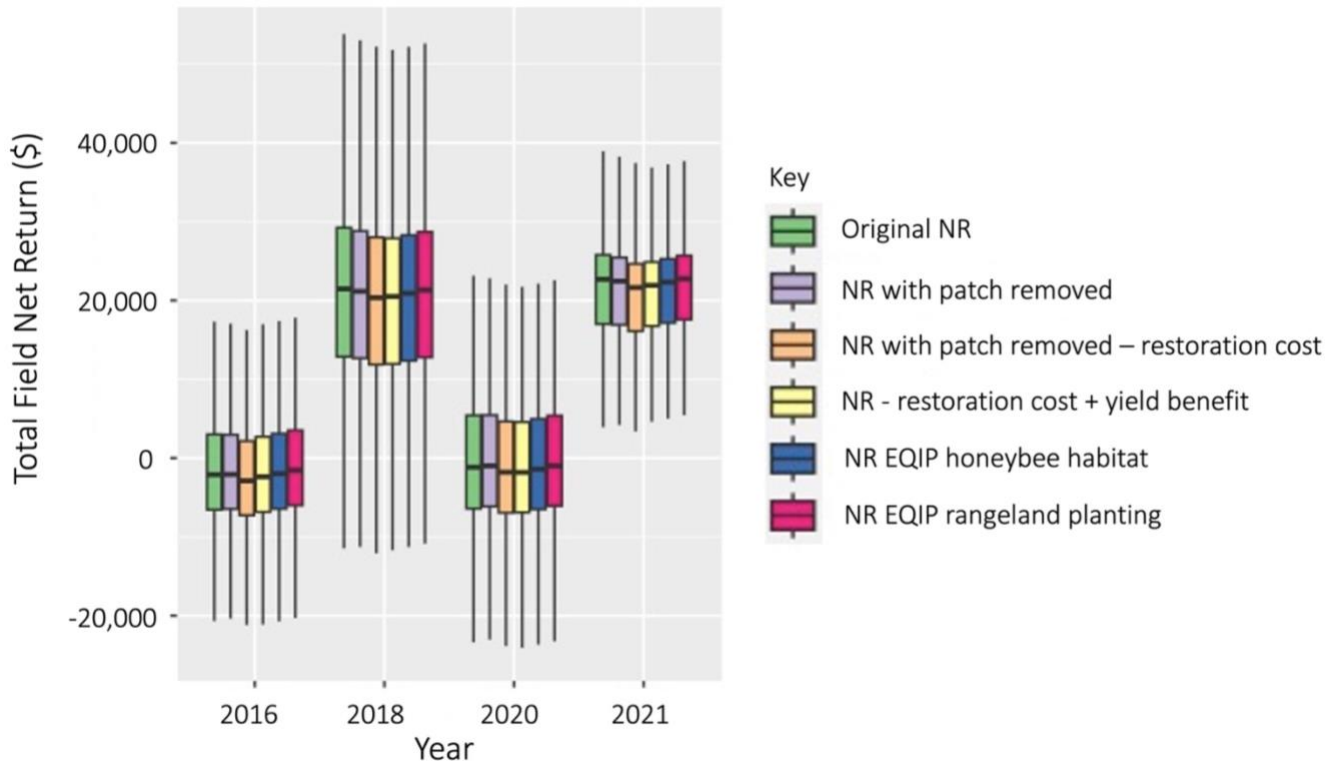 Total Field Net Return ($)
40,000
20,000
0
-20,000
2016
2018
2020
2021
Year
Key
Original NR
NR with patch removed
NR with patch removed – restoration cost
NR - restoration cost + yield benefit
NR EQIP honeybee habitat
NR EQIP rangeland planting